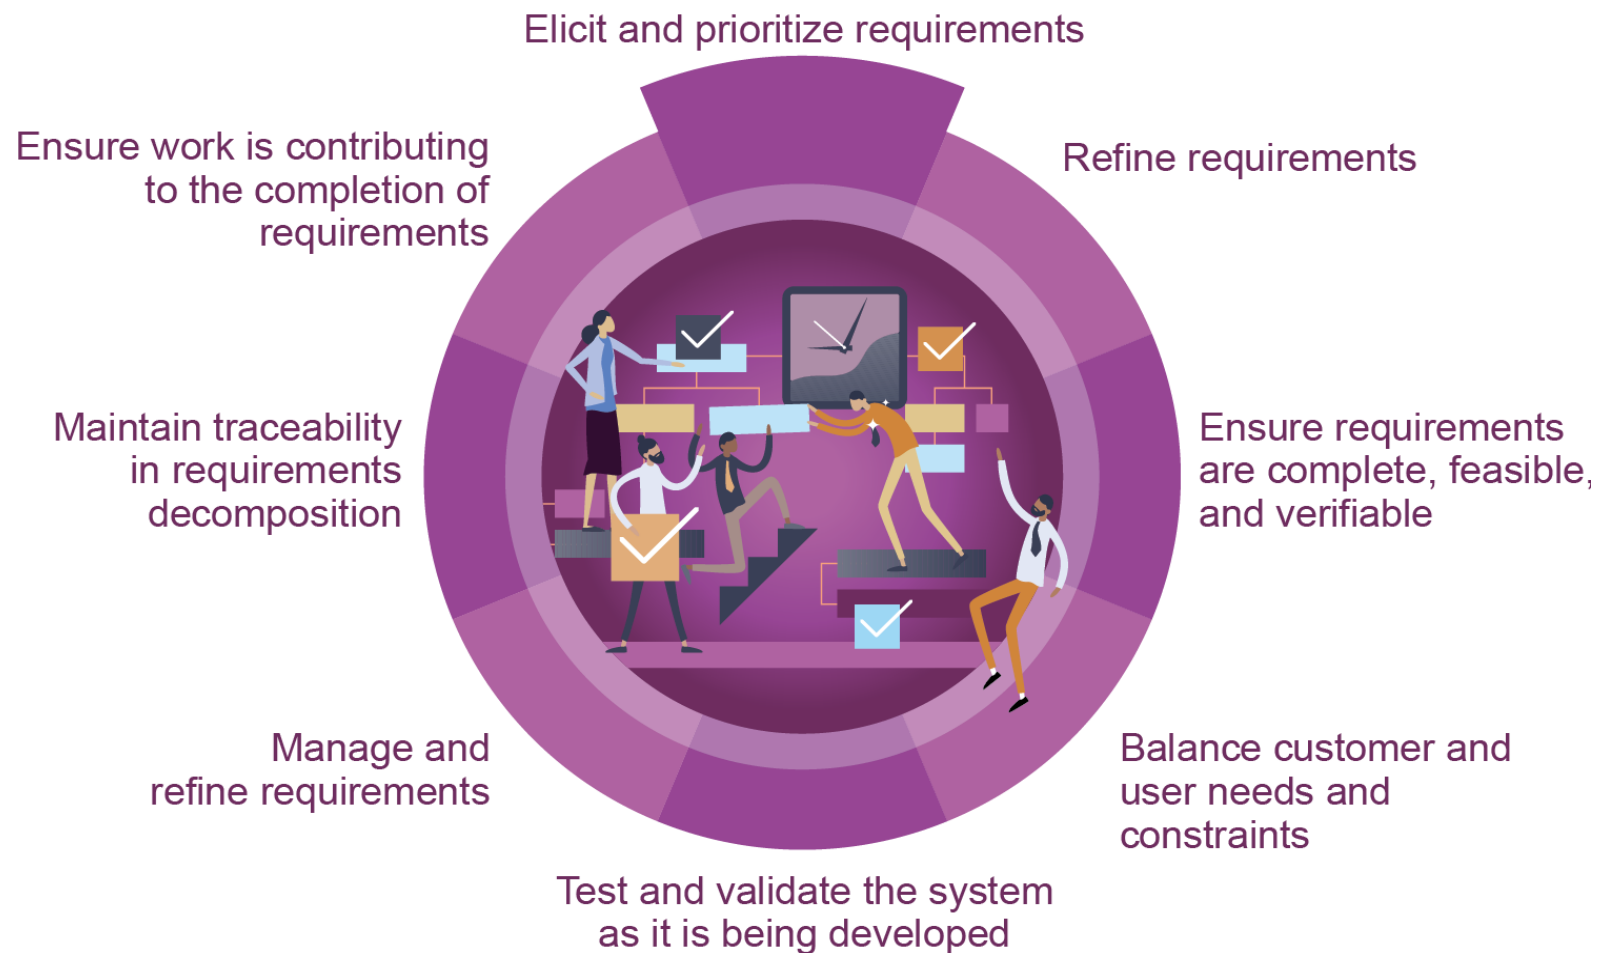 Elicit and prioritize requirements
Refine requirements
Ensure requirements
are complete, feasible,
and verifiable
Balance customer and
user needs and
constraints
Test and validate the system
as it is being developed
Manage and
refine requirements
Maintain traceability
in requirements
decomposition
Ensure work is contributing
to the completion of
requirements